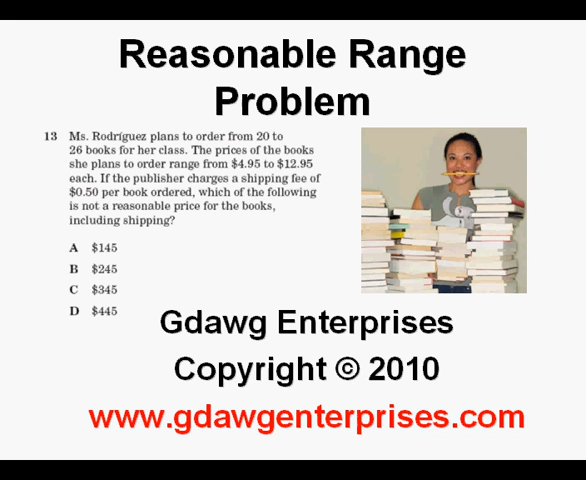 Reasonable Range
Problem
13 Ms. Rodríguez plans to order from 20 to
26 books for her class. The prices of the books
she plans to order range from $4.95 to $12.95
each. If the publisher charges a shipping fee of
$0.50 per book ordered, which of the following
is not a reasonable price for the books,
including shipping?
A $145
B $245
C $345
D $445
Gdawg Enterprises
Copyright © 2010
www.gdawgenterprises.com